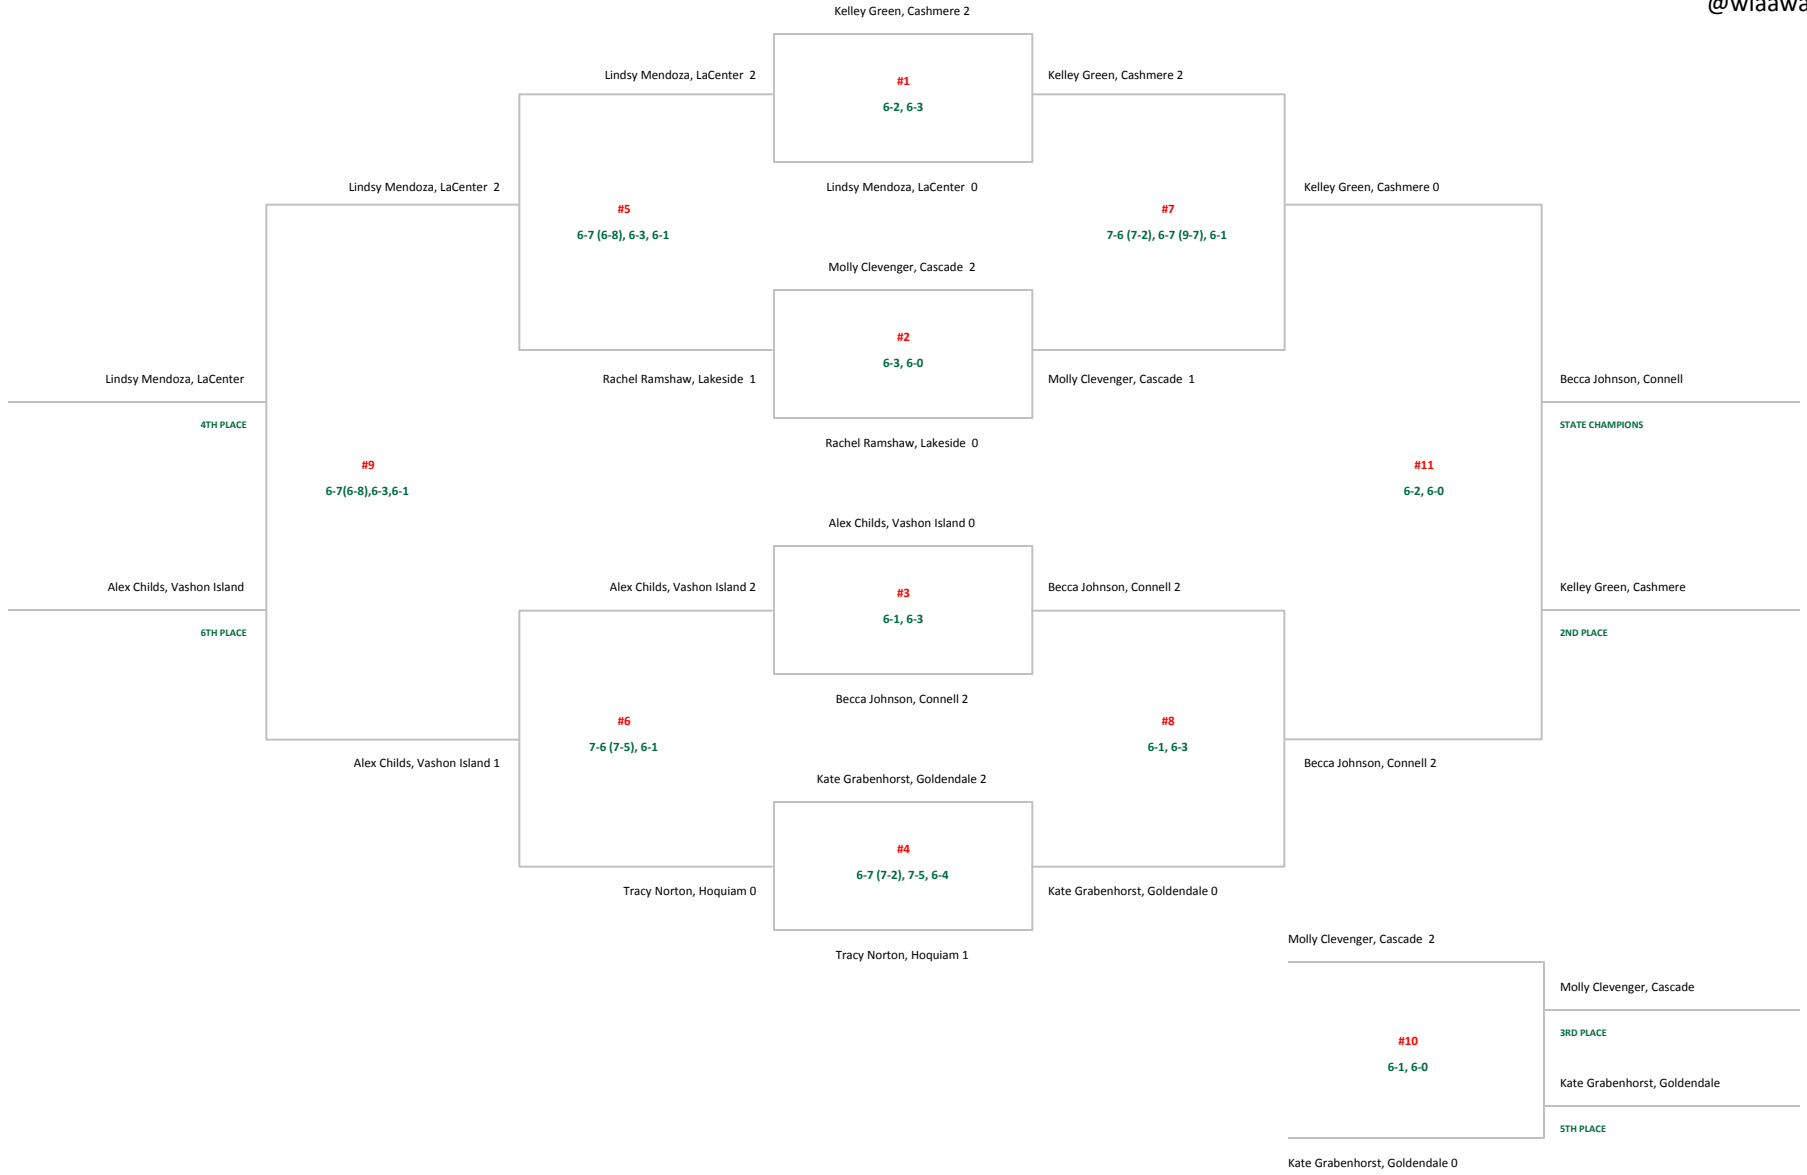 @wiaawa
Kelley Green, Cashmere 2
Lindsy Mendoza, LaCenter 2
#1
Kelley Green, Cashmere 2
6-2, 6-3
Lindsy Mendoza, LaCenter 2
Lindsy Mendoza, LaCenter 0
Kelley Green, Cashmere 0
#5
#7
6-7 (6-8), 6-3, 6-1
7-6 (7-2), 6-7 (9-7), 6-1
Molly Clevenger, Cascade 2
#2
6-3, 6-0
Lindsy Mendoza, LaCenter
Rachel Ramshaw, Lakeside 1
Molly Clevenger, Cascade 1
Becca Johnson, Connell
4TH PLACE
STATE CHAMPIONS
Rachel Ramshaw, Lakeside 0
#9
#11
6-7(6-8),6-3,6-1
6-2, 6-0
Alex Childs, Vashon Island 0
Alex Childs, Vashon Island
Alex Childs, Vashon Island 2
#3
Becca Johnson, Connell 2
Kelley Green, Cashmere
6-1, 6-3
6TH PLACE
2ND PLACE
Becca Johnson, Connell 2
#6
#8
7-6 (7-5), 6-1
6-1, 6-3
Alex Childs, Vashon Island 1
Becca Johnson, Connell 2
Kate Grabenhorst, Goldendale 2
#4
6-7 (7-2), 7-5, 6-4
Tracy Norton, Hoquiam 0
Kate Grabenhorst, Goldendale 0
Tracy Norton, Hoquiam 1
Molly Clevenger, Cascade 2
Molly Clevenger, Cascade
3RD PLACE
#10
6-1, 6-0
Kate Grabenhorst, Goldendale
5TH PLACE
Kate Grabenhorst, Goldendale 0